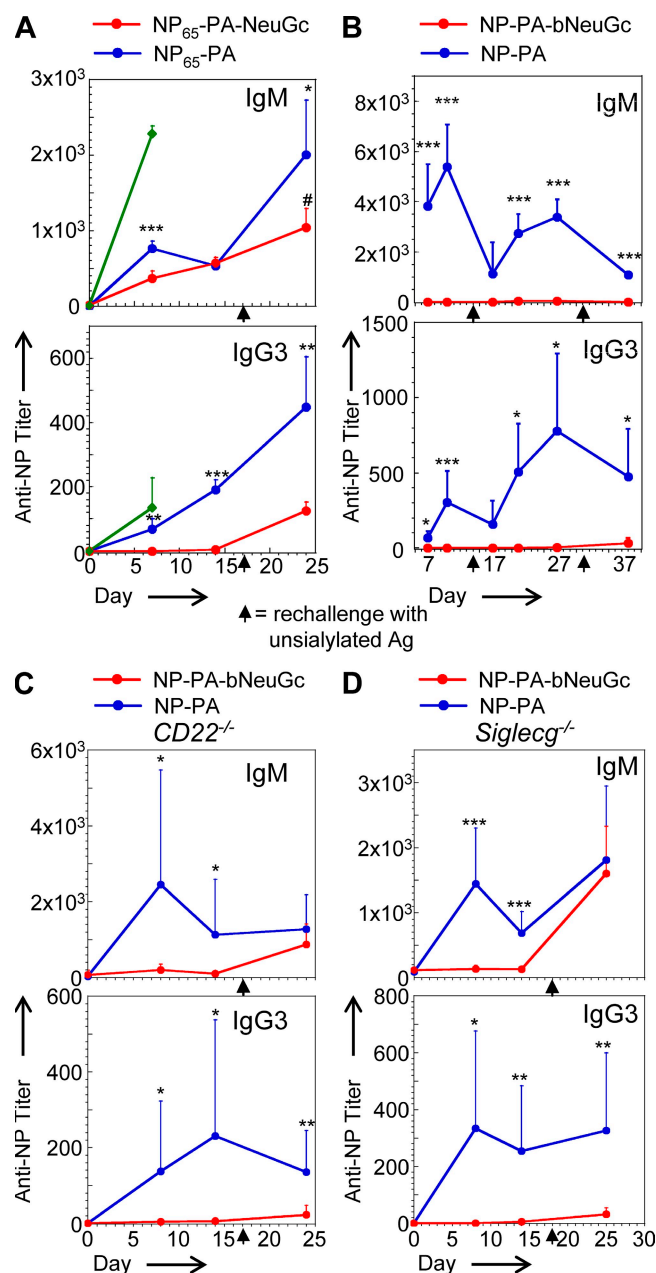 A
NP65-PA-NeuGc
NP65-PA
3x10³
2x10³
1x10³
0
IgM
*
#
***
600
400
200
0
IgG3
**
***
**
Anti-NP Titer
0 5 10 15 20 25
Day
B
NP-PA-bNeuGc
NP-PA
8x10³
6x10³
4x10³
2x10³
0
IgM
*** *** *** *** ***
1500
1000
500
0
IgG3
* *** * * *
Anti-NP Titer
7 17 27 37
Day
= rechallenge with
unsialylated Ag
C
NP-PA-bNeuGc
NP-PA
CD22-/-
6x10³
4x10³
2x10³
0
IgM
* *
600
400
200
0
IgG3
* * **
Anti-NP Titer
0 5 10 15 20 25
Day
D
NP-PA-bNeuGc
NP-PA
Siglecg-/-
3x10³
2x10³
1x10³
0
IgM
*** ***
800
600
400
200
0
IgG3
* ** **
Anti-NP Titer
0 5 10 15 20 25 30
Day